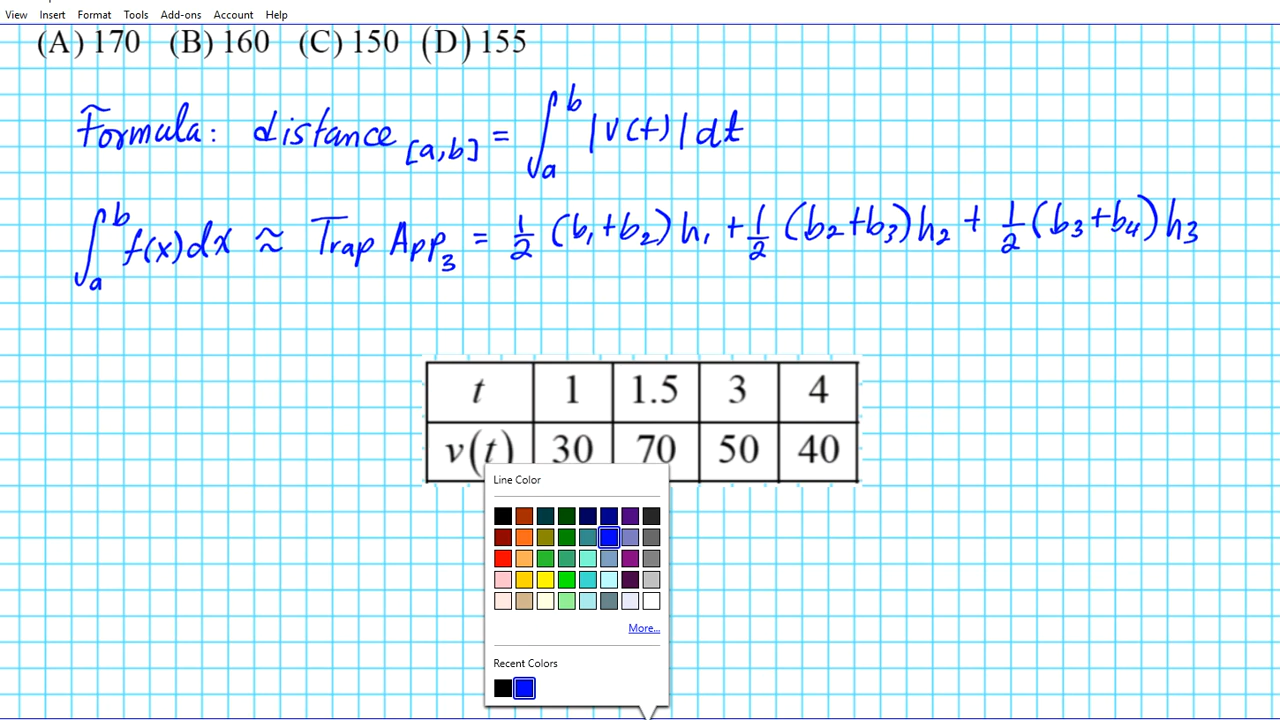 View Insert Format Tools Add-ons Account Help
(A) 170 (B) 160 (C) 150 (D) 155
Formula: distance [a,b] = ∫_a^b |v(t)| dt
∫_a^b f(x)dx ≈ Trap App₃ = 1/2 (b₁+b₂) h₁ + 1/2 (b₂+b₃) h₂ + 1/2 (b₃+b₄) h₃
t 1 1.5 3 4
v(t) 30 70 50 40
Line Color
More...
Recent Colors